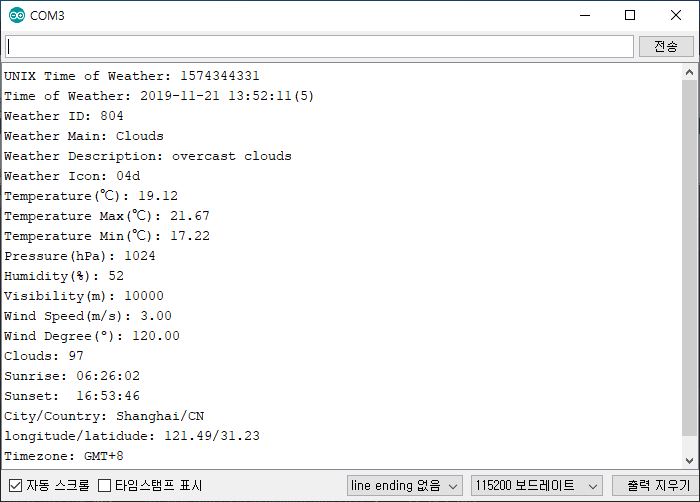 COM3
전송
UNIX Time of Weather: 1574344331
Time of Weather: 2019-11-21 13:52:11(5)
Weather ID: 804
Weather Main: Clouds
Weather Description: overcast clouds
Weather Icon: 04d
Temperature(℃): 19.12
Temperature Max(℃): 21.67
Temperature Min(℃): 17.22
Pressure(hPa): 1024
Humidity(%): 52
Visibility(m): 10000
Wind Speed(m/s): 3.00
Wind Degree(º): 120.00
Clouds: 97
Sunrise: 06:26:02
Sunset:  16:53:46
City/Country: Shanghai/CN
longitude/latidude: 121.49/31.23
Timezone: GMT+8
자동 스크롤 타임스탬프 표시 line ending 없음 115200 보드레이트 출력 지우기